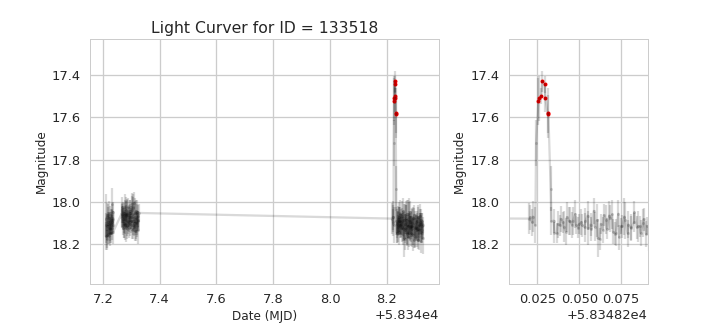 Light Curver for ID = 133518
Magnitude
17.4
17.6
17.8
18.0
18.2
7.2 7.4 7.6 7.8 8.0 8.2
Date (MJD)
+5.834e4
Magnitude
17.4
17.6
17.8
18.0
18.2
0.025 0.050 0.075
+5.83482e4